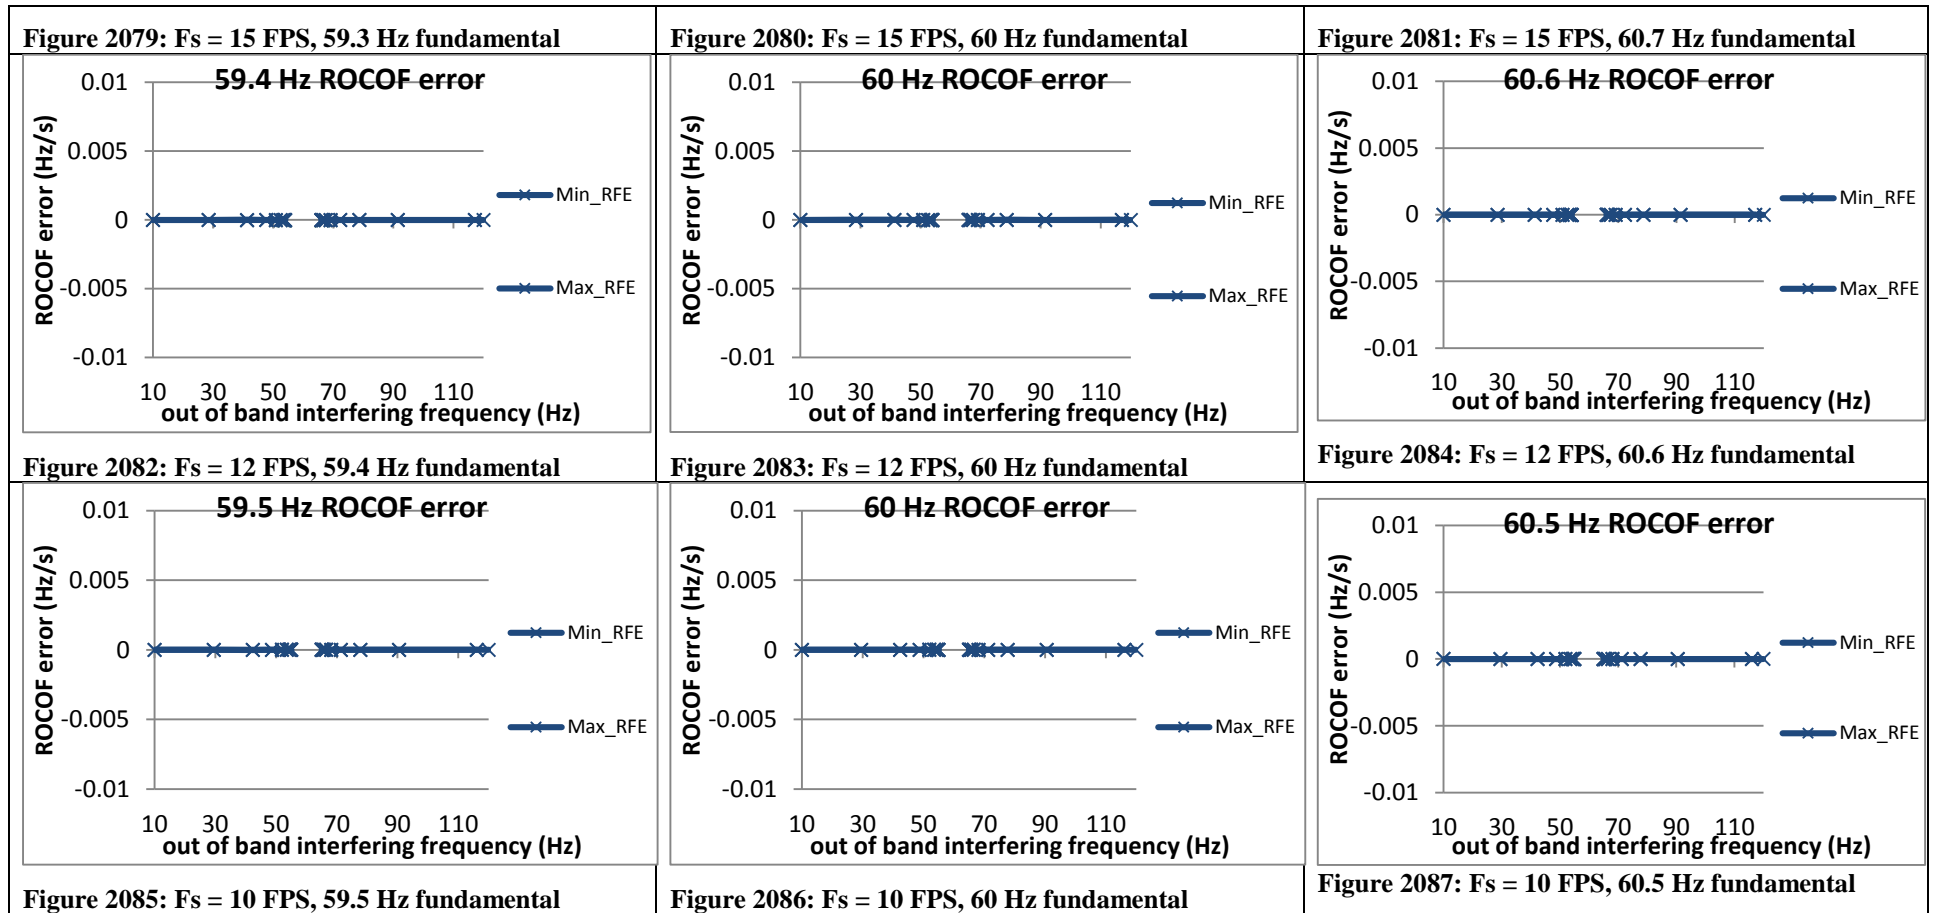 Figure 2079: Fs = 15 FPS, 59.3 Hz fundamental
Figure 2080: Fs = 15 FPS, 60 Hz fundamental
Figure 2081: Fs = 15 FPS, 60.7 Hz fundamental
59.4 Hz ROCOF error
ROCOF error (Hz/s)
0.01
0.005
0
-0.005
-0.01
10 30 50 70 90 110
out of band interfering frequency (Hz)
Min_RFE
Max_RFE
Figure 2082: Fs = 12 FPS, 59.4 Hz fundamental
60 Hz ROCOF error
ROCOF error (Hz/s)
0.01
0.005
0
-0.005
-0.01
10 30 50 70 90 110
out of band interfering frequency (Hz)
Min_RFE
Max_RFE
Figure 2083: Fs = 12 FPS, 60 Hz fundamental
60.6 Hz ROCOF error
ROCOF error (Hz/s)
0.01
0.005
0
-0.005
-0.01
10 30 50 70 90 110
out of band interfering frequency (Hz)
Min_RFE
Max_RFE
Figure 2084: Fs = 12 FPS, 60.6 Hz fundamental
59.5 Hz ROCOF error
ROCOF error (Hz/s)
0.01
0.005
0
-0.005
-0.01
10 30 50 70 90 110
out of band interfering frequency (Hz)
Min_RFE
Max_RFE
Figure 2085: Fs = 10 FPS, 59.5 Hz fundamental
60 Hz ROCOF error
ROCOF error (Hz/s)
0.01
0.005
0
-0.005
-0.01
10 30 50 70 90 110
out of band interfering frequency (Hz)
Min_RFE
Max_RFE
Figure 2086: Fs = 10 FPS, 60 Hz fundamental
60.5 Hz ROCOF error
ROCOF error (Hz/s)
0.01
0.005
0
-0.005
-0.01
10 30 50 70 90 110
out of band interfering frequency (Hz)
Min_RFE
Max_RFE
Figure 2087: Fs = 10 FPS, 60.5 Hz fundamental